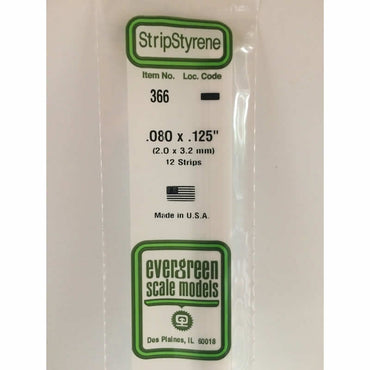 StripStyrene
Item No. Loc. Code
366
.080 x .125"
(2.0 x 3.2 mm)
12 Strips
Made in U.S.A.
evergreen
scale models
Des Plaines, IL 60018